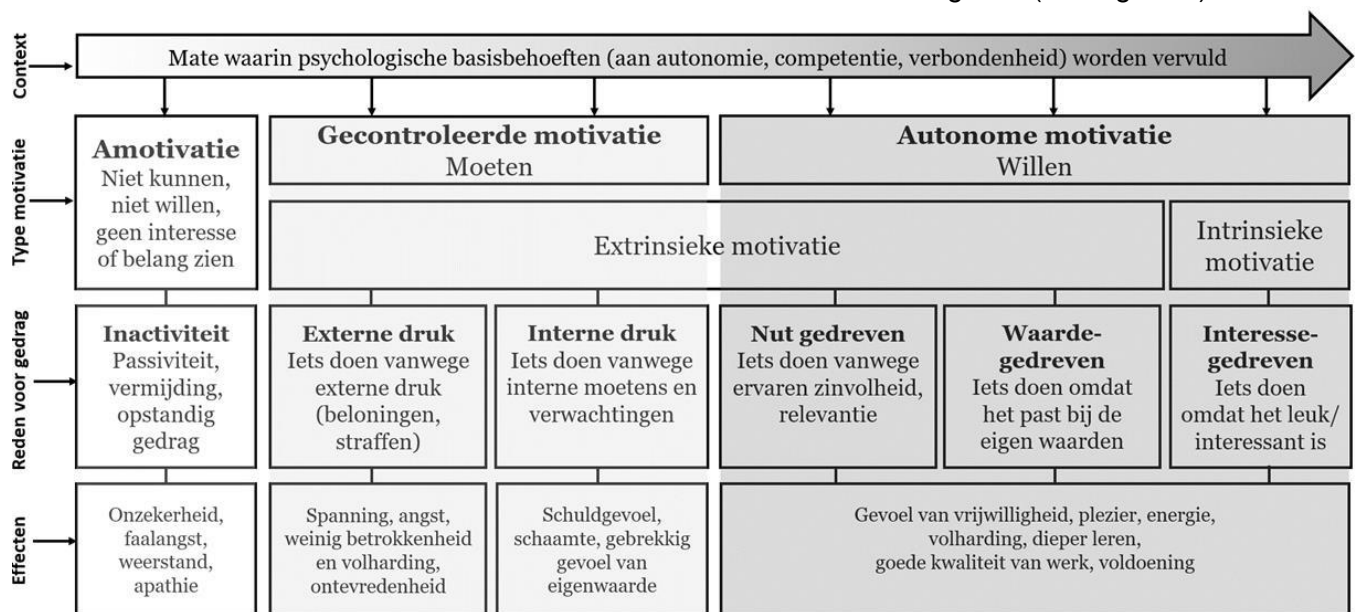 Context
Mate waarin psychologische basisbehoeften (aan autonomie, competentie, verbondenheid) worden vervuld
Type motivatie
Amotivatie
Niet kunnen,
niet willen,
geen interesse
of belang zien
Gecontroleerde motivatie
Moeten
Autonome motivatie
Willen
Extrinsieke motivatie
Intrinsieke
motivatie
Reden voor gedrag
Inactiviteit
Passiviteit,
vermijding,
opstandig
gedrag
Externe druk
Iets doen vanwege
externe druk
(beloningen,
straffen)
Interne druk
Iets doen vanwege
interne moetens en
verwachtingen
Nut gedreven
Iets doen vanwege
ervaren zinvolheid,
relevantie
Waarde-
gedreven
Iets doen omdat
het past bij de
eigen waarden
Interesse-
gedreven
Iets doen
omdat het leuk/
interessant is
Effecten
Onzekerheid,
faalangst,
weerstand,
apathie
Spanning, angst,
weinig betrokkenheid
en volharding,
ontevredenheid
Schuldgevoel,
schaamte, gebrekkig
gevoel van
eigenwaarde
Gevoel van vrijwilligheid, plezier, energie,
volharding, dieper leren,
goede kwaliteit van werk, voldoening